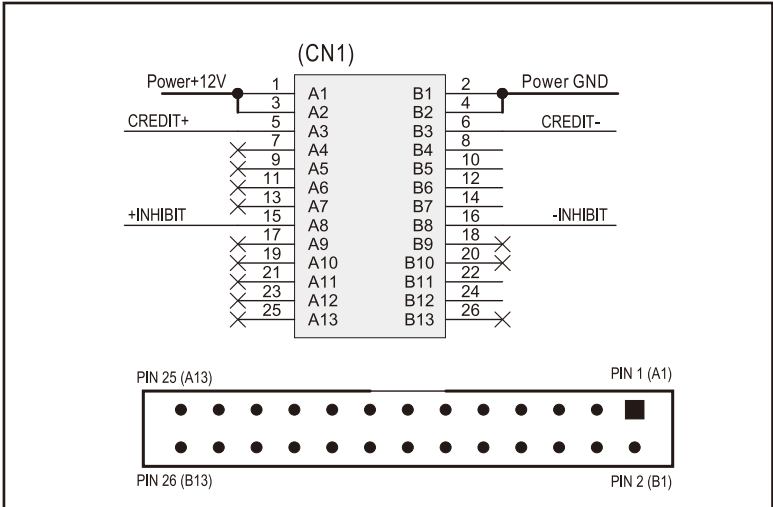 (CN1)
Power+12V 1 A1 B1 2 Power GND
3 A2 B2 4
CREDIT+ 5 A3 B3 6 CREDIT-
7 A4 B4 8
9 A5 B5 10
11 A6 B6 12
13 A7 B7 14
+INHIBIT 15 A8 B8 16 -INHIBIT
17 A9 B9 18
19 A10 B10 20
21 A11 B11 22
23 A12 B12 24
25 A13 B13 26
PIN 25 (A13) PIN 1 (A1)
PIN 26 (B13) PIN 2 (B1)